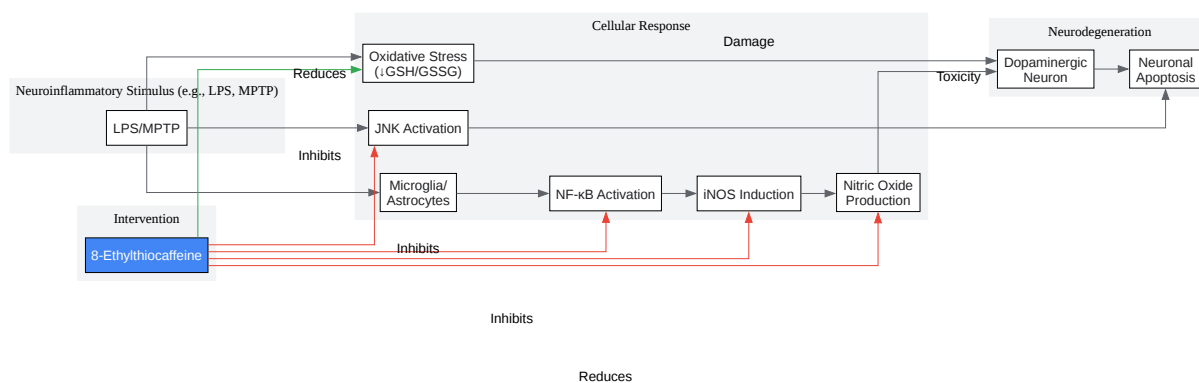 Cellular Response
Neurodegeneration
Damage
Oxidative Stress
(↓GSH/GSSG)
Dopaminergic
Neuron
Neuronal
Apoptosis
Reduces
Toxicity
Neuroinflammatory Stimulus (e.g., LPS, MPTP)
LPS/MPTP
JNK Activation
Inhibits
Microglia/
Astrocytes
NF-κB Activation
iNOS Induction
Nitric Oxide
Production
Intervention
8-Ethylthiocaffeine
Inhibits
Inhibits
Reduces